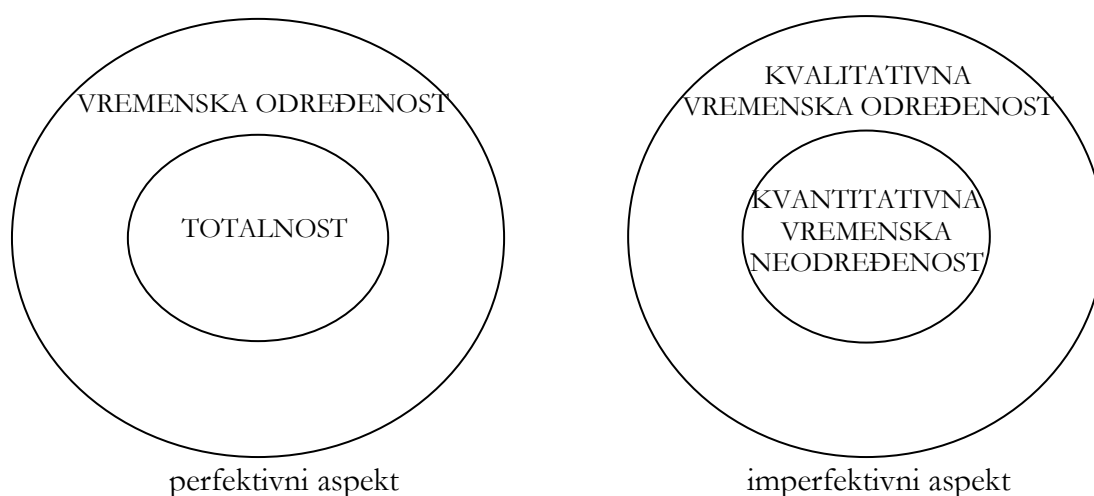 VREMENSKA ODREĐENOST
TOTALNOST
perfektivni aspekt
KVALITATIVNA
VREMENSKA ODREĐENOST
KVANTITATIVNA
VREMENSKA
NEODREĐENOST
imperfektivni aspekt